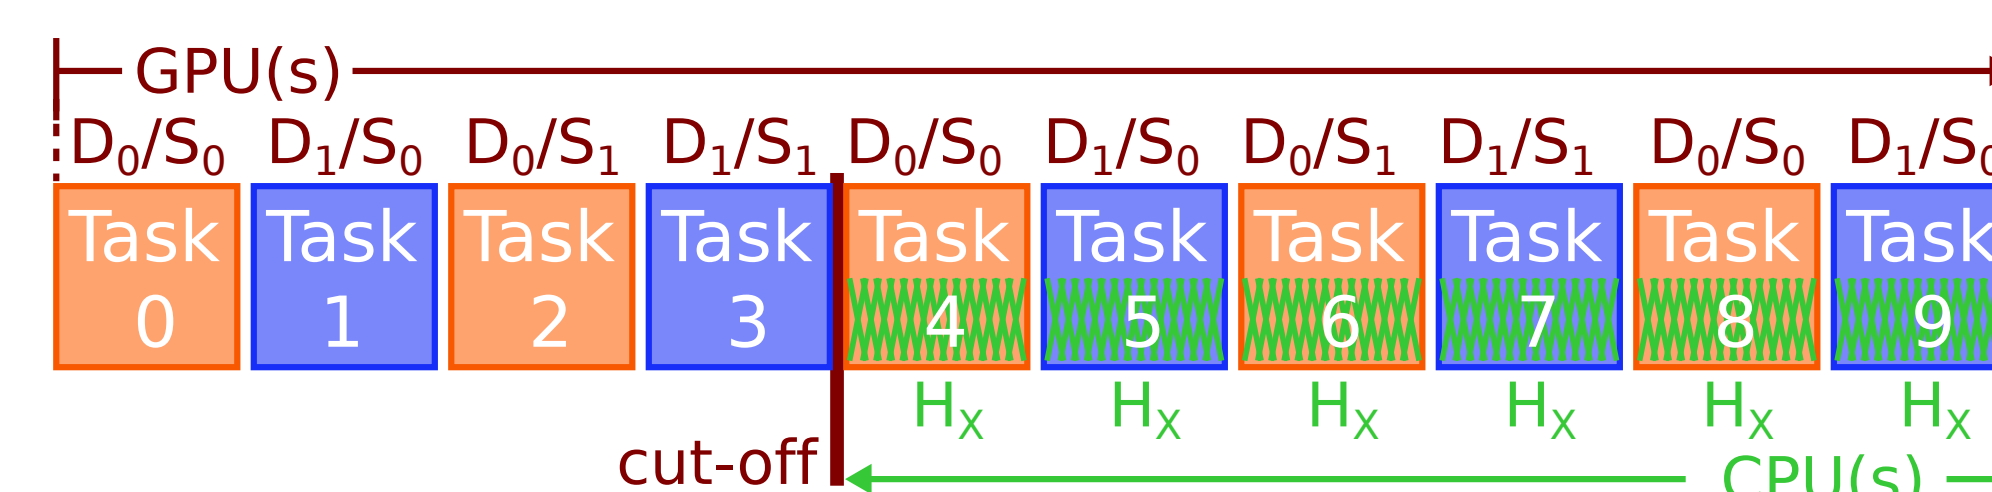 GPU(s)
D₀/S₀ D₁/S₀ D₀/S₁ D₁/S₁ D₀/S₀ D₁/S₀ D₀/S₁ D₁/S₁ D₀/S₀ D₁/S₀
Task Task Task Task Task Task Task Task Task Task
0 1 2 3 4 5 6 7 8 9
Hₓ Hₓ Hₓ Hₓ Hₓ Hₓ
cut-off
CPU(s)